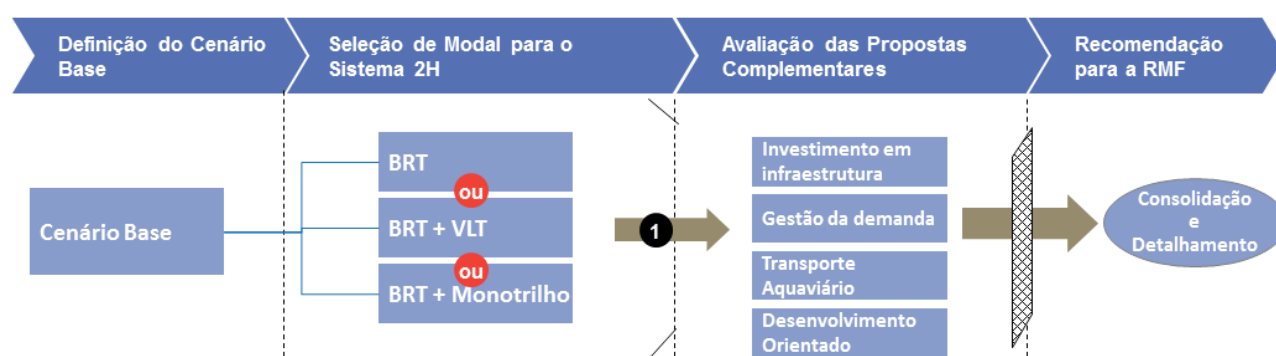 Definição do Cenário
Base
Seleção de Modal para o
Sistema 2H
Avaliação das Propostas
Complementares
Recomendação
para a RMF
Cenário Base
BRT
ou
BRT + VLT
ou
BRT + Monotrilho
1
Investimento em
infraestrutura
Gestão da demanda
Transporte
Aquaviário
Desenvolvimento
Orientado
Consolidação
e
Detalhamento